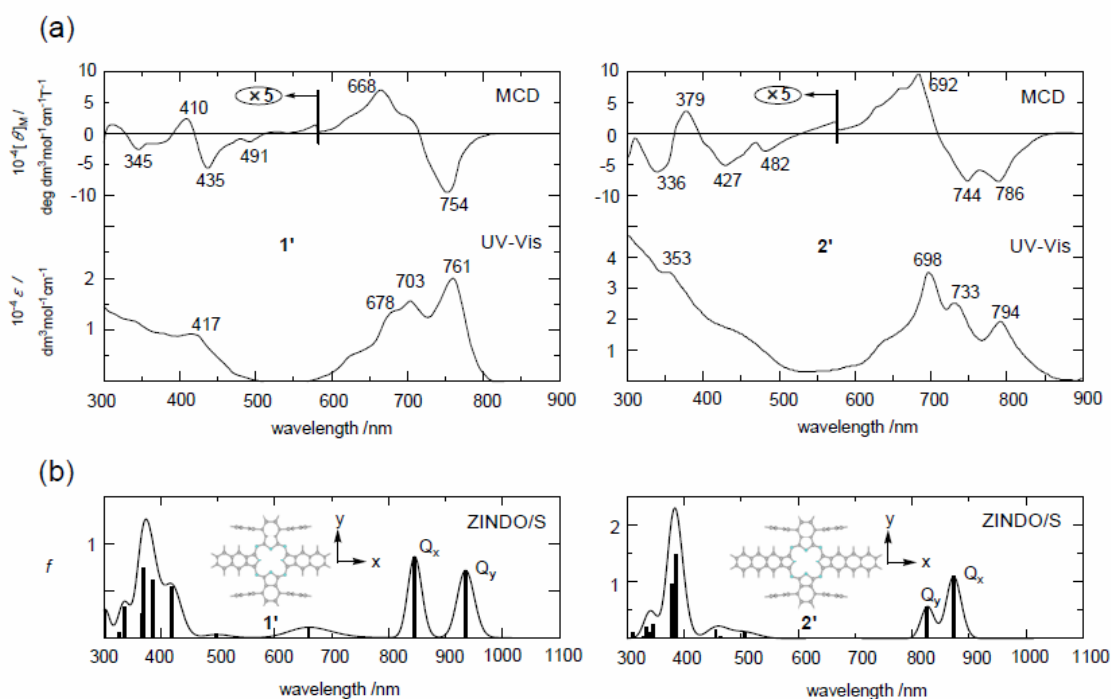 (a)
10
5
0
-5
-10
10⁻⁴[θ]M /
deg dm³mol⁻¹cm⁻¹T⁻¹
×5
MCD
410
668
345
435
491
754
1'
UV-Vis
10⁻⁴ε /
dm³mol⁻¹cm⁻¹
2
1
417
678
703
761
300 400 500 600 700 800 900
wavelength /nm
10
5
0
-5
-10
×5
MCD
379
692
336
427
482
744
786
2'
UV-Vis
4
3
2
1
353
698
733
794
300 400 500 600 700 800 900
wavelength /nm
(b)
f
1
y
x
ZINDO/S
Qx
Qy
1'
300 400 500 600 700 800 900 1000 1100
wavelength /nm
2
1
0
y
x
ZINDO/S
Qy
Qx
2'
300 400 500 600 700 800 900 1000 1100
wavelength /nm